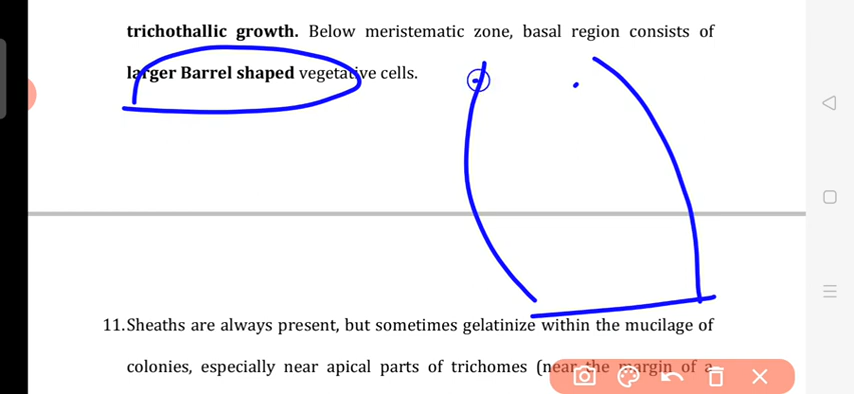 trichothallic growth. Below meristematic zone, basal region consists of
larger Barrel shaped vegetative cells.
11.Sheaths are always present, but sometimes gelatinize within the mucilage of
colonies, especially near apical parts of trichomes (near the margin of a